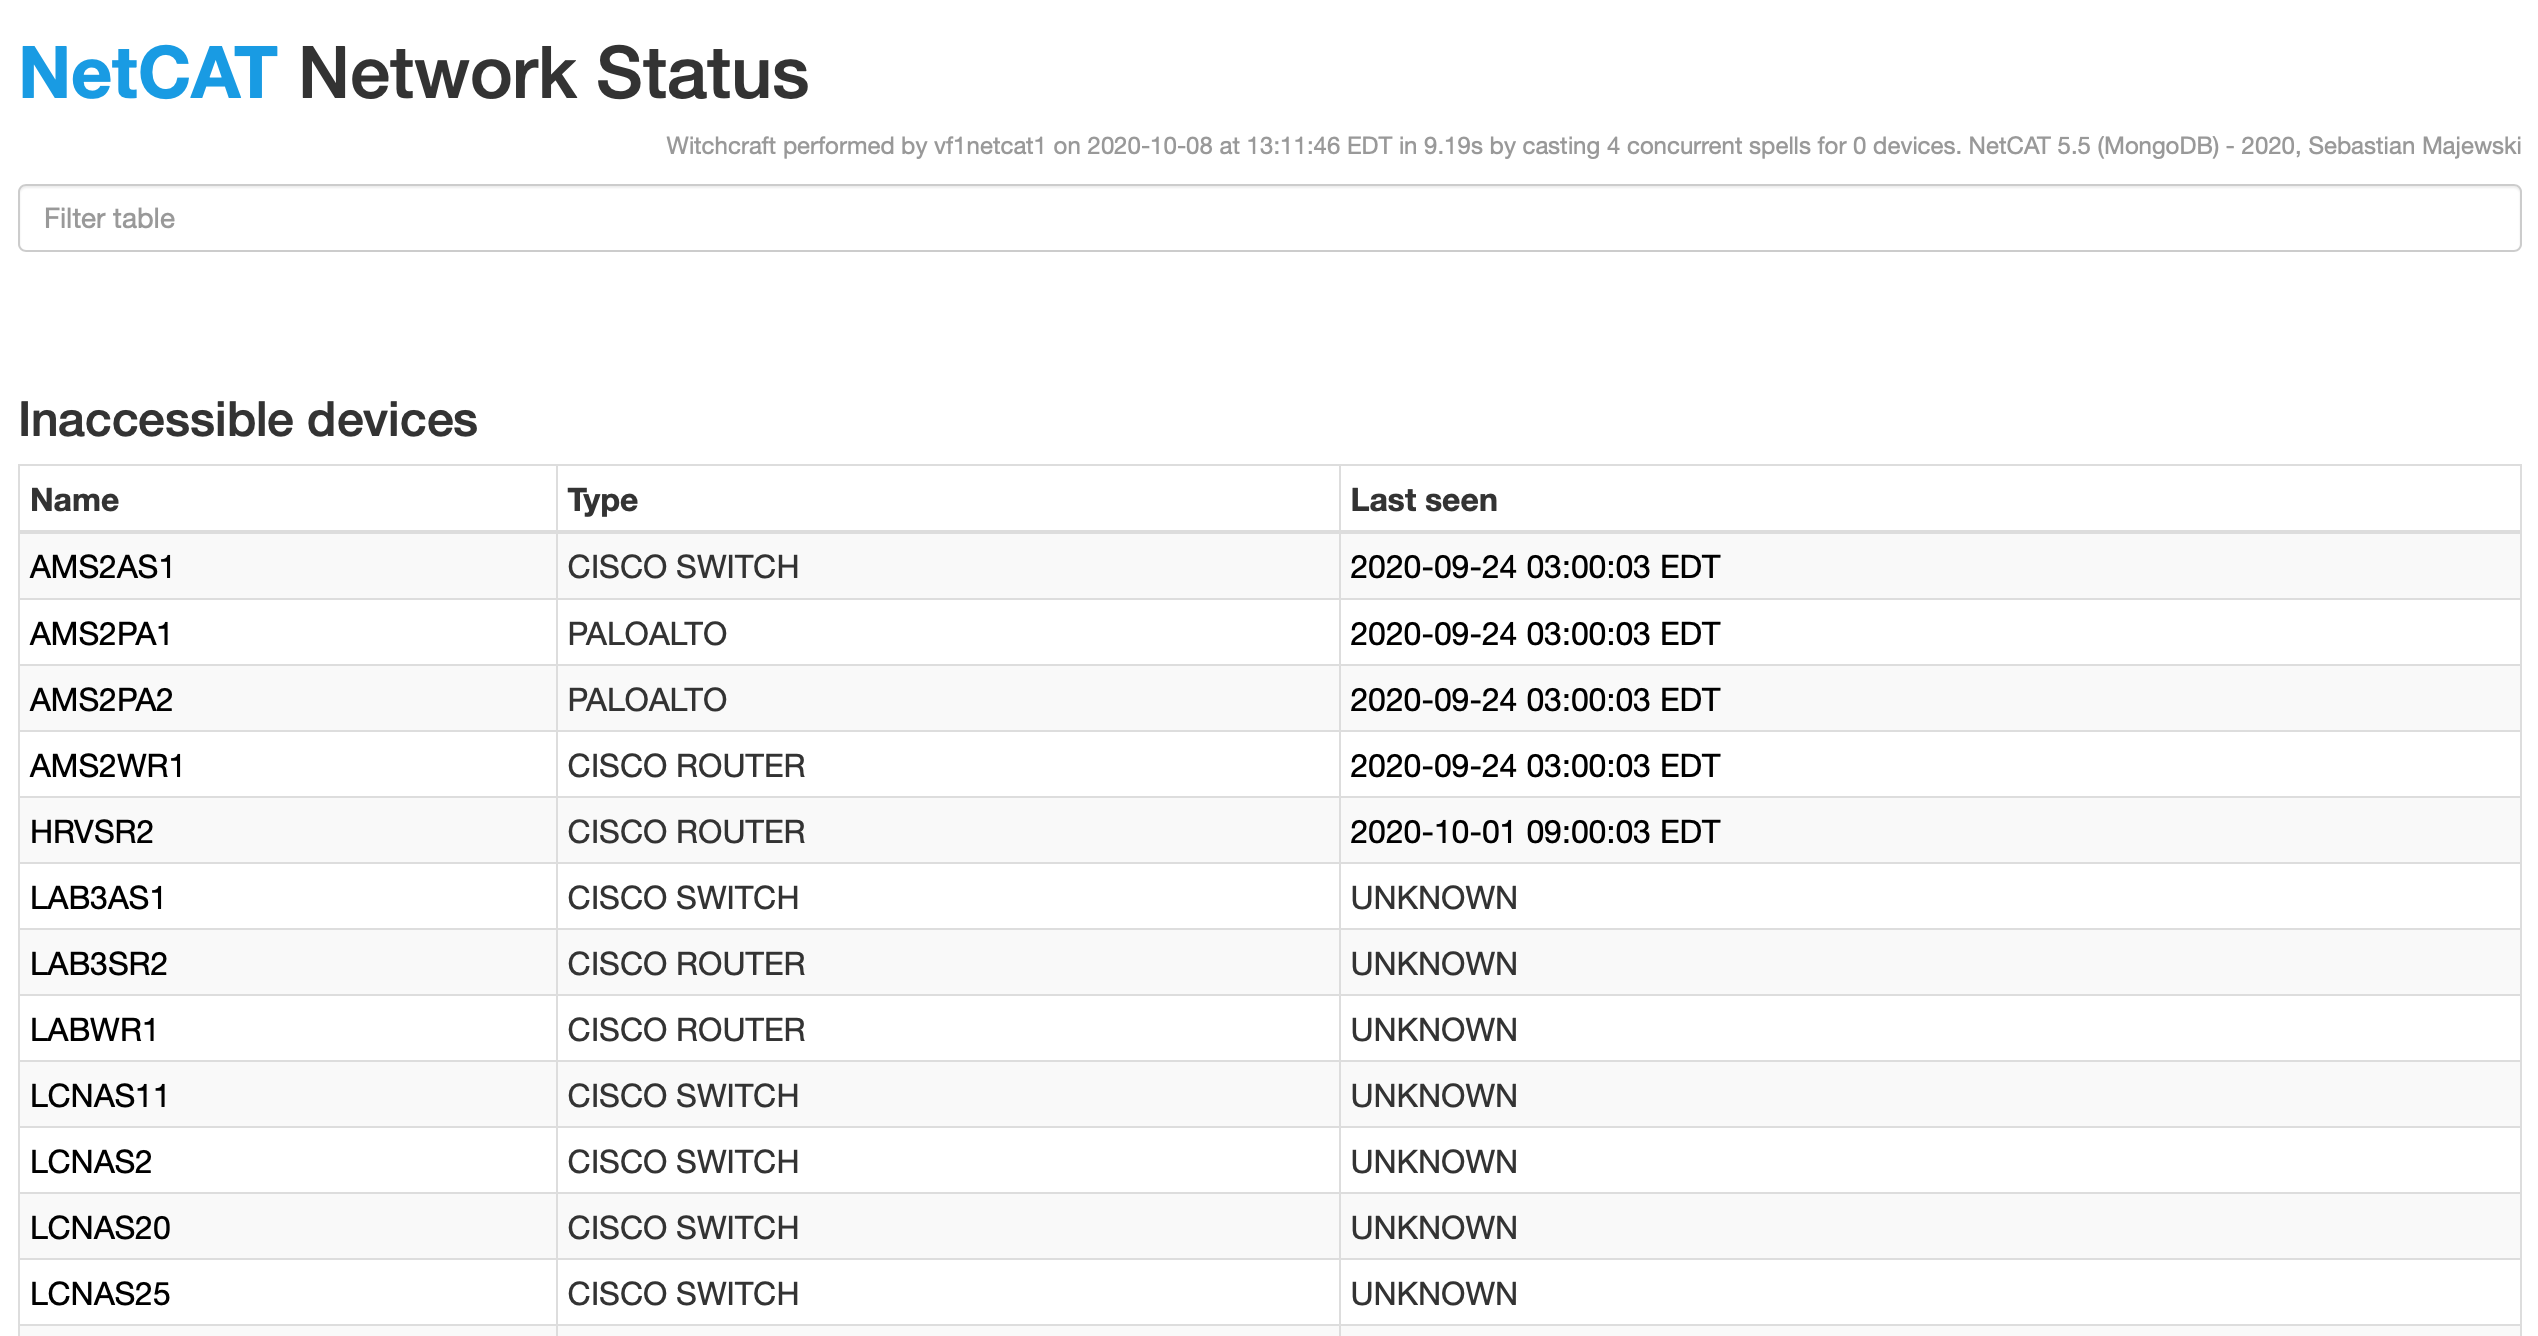 NetCAT Network Status
Witchcraft performed by vf1netcat1 on 2020-10-08 at 13:11:46 EDT in 9.19s by casting 4 concurrent spells for 0 devices. NetCAT 5.5 (MongoDB) - 2020, Sebastian Majewski
Filter table
Inaccessible devices
Name Type Last seen
AMS2AS1 CISCO SWITCH 2020-09-24 03:00:03 EDT
AMS2PA1 PALOALTO 2020-09-24 03:00:03 EDT
AMS2PA2 PALOALTO 2020-09-24 03:00:03 EDT
AMS2WR1 CISCO ROUTER 2020-09-24 03:00:03 EDT
HRVSR2 CISCO ROUTER 2020-10-01 09:00:03 EDT
LAB3AS1 CISCO SWITCH UNKNOWN
LAB3SR2 CISCO ROUTER UNKNOWN
LABWR1 CISCO ROUTER UNKNOWN
LCNAS11 CISCO SWITCH UNKNOWN
LCNAS2 CISCO SWITCH UNKNOWN
LCNAS20 CISCO SWITCH UNKNOWN
LCNAS25 CISCO SWITCH UNKNOWN